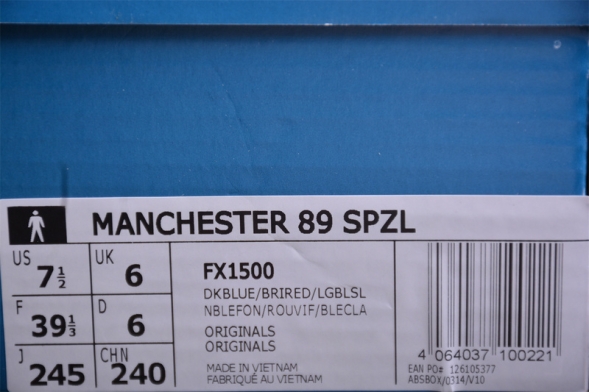 MANCHESTER 89 SPZL
US 7½ UK 6
F 39⅓ D 6
J 245 CHN 240
FX1500
DKBLUE/BRIRED/LGBLSL
NBLEFON/ROUVIF/BLECLA
ORIGINALS
ORIGINALS
MADE IN VIETNAM
FABRIQUÉ AU VIETNAM
4 064037 100221
EAN PO# 126105377
ABSBOX/0314/V10